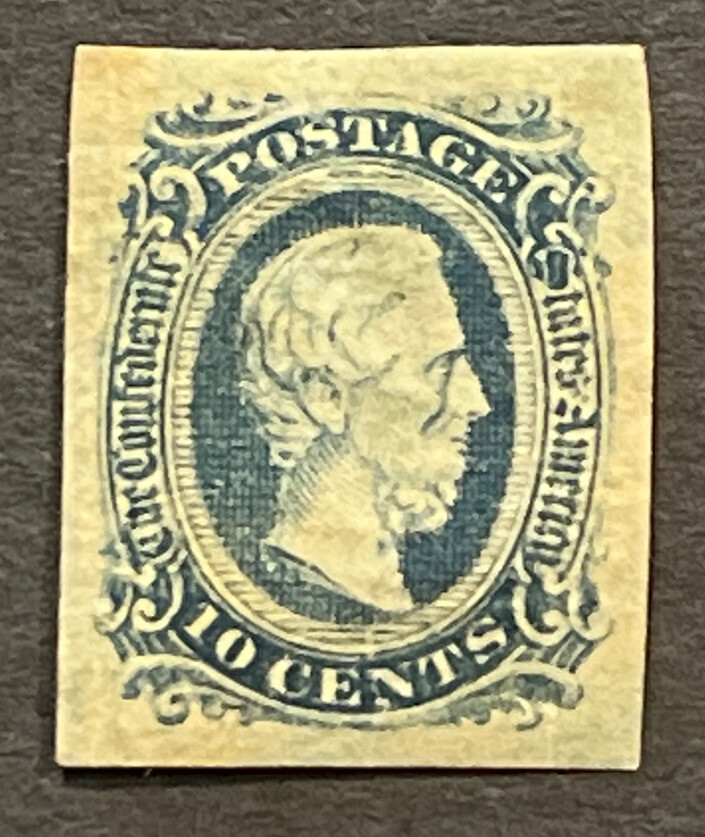 POSTAGE
The Confederate
States America
10 CENTS